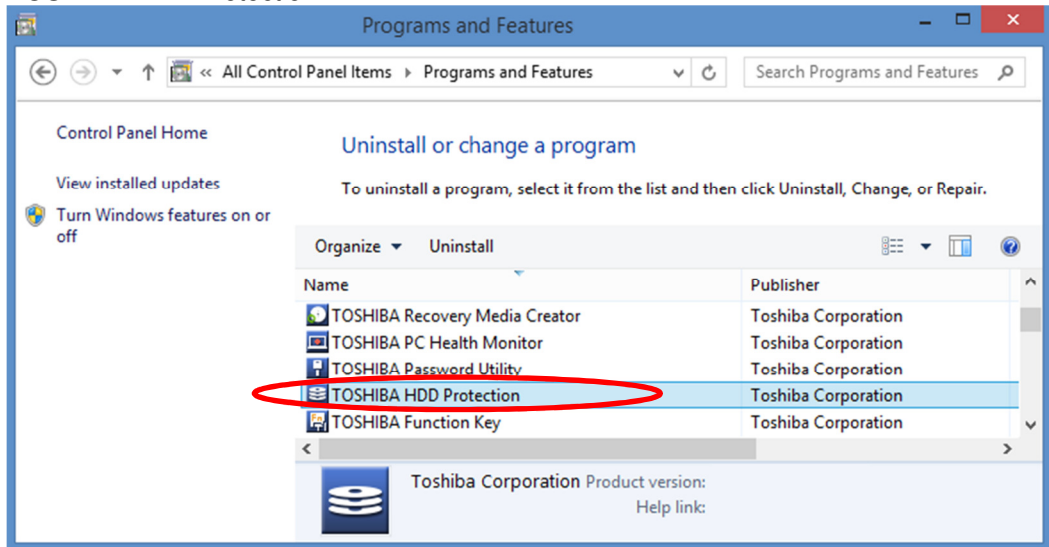 Programs and Features
« All Control Panel Items Programs and Features
Search Programs and Features
Control Panel Home
View installed updates
Turn Windows features on or
off
Uninstall or change a program
To uninstall a program, select it from the list and then click Uninstall, Change, or Repair.
Organize Uninstall
Name Publisher
TOSHIBA Recovery Media Creator Toshiba Corporation
TOSHIBA PC Health Monitor Toshiba Corporation
TOSHIBA Password Utility Toshiba Corporation
TOSHIBA HDD Protection Toshiba Corporation
TOSHIBA Function Key Toshiba Corporation
Toshiba Corporation Product version:
Help link: